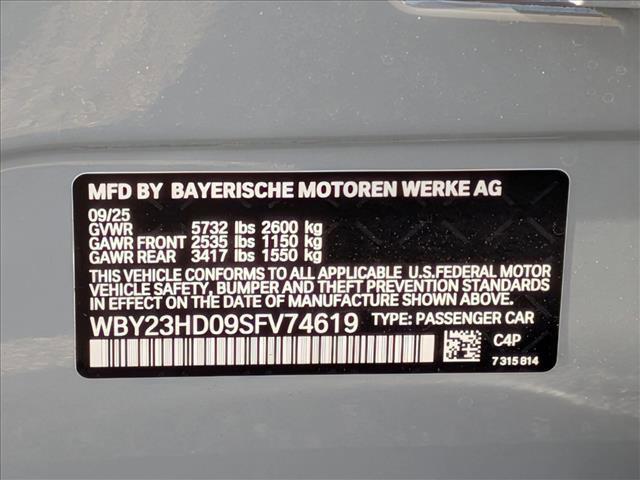 MFD BY BAYERISCHE MOTOREN WERKE AG
09/25
GVWR 5732 lbs 2600 kg
GAWR FRONT 2535 lbs 1150 kg
GAWR REAR 3417 lbs 1550 kg
THIS VEHICLE CONFORMS TO ALL APPLICABLE U.S.FEDERAL MOTOR
VEHICLE SAFETY, BUMPER AND THEFT PREVENTION STANDARDS
IN EFFECT ON THE DATE OF MANUFACTURE SHOWN ABOVE.
WBY23HD09SFV74619 TYPE: PASSENGER CAR
C4P
7 315 814